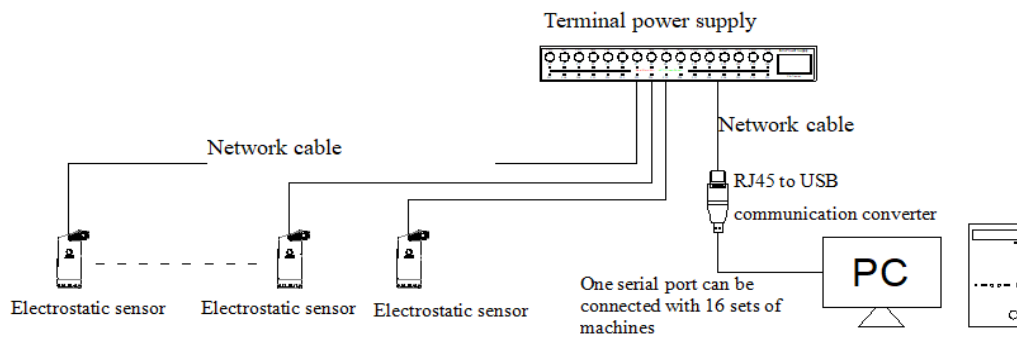 Terminal power supply
Network cable
Network cable
RJ45 to USB
communication converter
PC
Electrostatic sensor
Electrostatic sensor
Electrostatic sensor
One serial port can be
connected with 16 sets of
machines